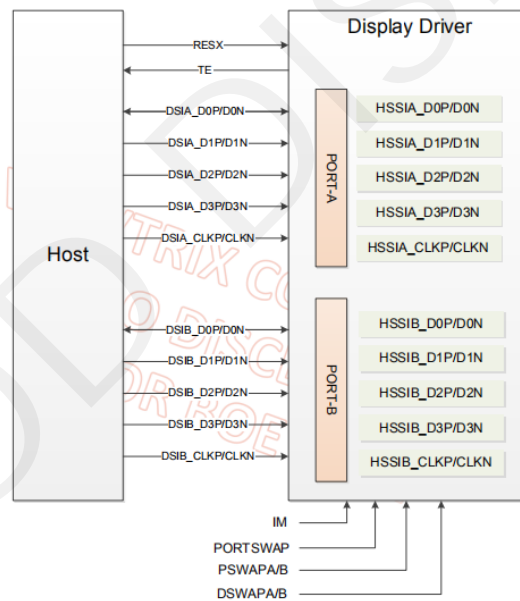 Display Driver
RESX
TE
DSIA_D0P/D0N
DSIA_D1P/D1N
DSIA_D2P/D2N
DSIA_D3P/D3N
DSIA_CLKP/CLKN
PORT-A
HSSIA_D0P/D0N
HSSIA_D1P/D1N
HSSIA_D2P/D2N
HSSIA_D3P/D3N
HSSIA_CLKP/CLKN
Host
DSIB_D0P/D0N
DSIB_D1P/D1N
DSIB_D2P/D2N
DSIB_D3P/D3N
DSIB_CLKP/CLKN
PORT-B
HSSIB_D0P/D0N
HSSIB_D1P/D1N
HSSIB_D2P/D2N
HSSIB_D3P/D3N
HSSIB_CLKP/CLKN
IM
PORTSWAP
PSWAPA/B
DSWAPA/B